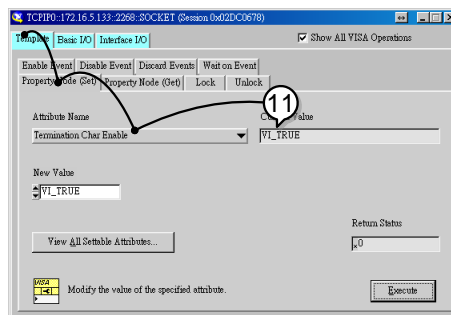 TCPIP0::172.16.5.133::2268::SOCKET (Session 0x02DC0678)
Template Basic I/O Interface I/O Show All VISA Operations
Enable Event Disable Event Discard Events Wait on Event
Property Node (Set) Property Node (Get) Lock Unlock
11
Attribute Name Value
Termination Char Enable VI_TRUE
New Value
VI_TRUE
Return Status
View All Settable Attributes... x0
VISA
Modify the value of the specified attribute. Execute